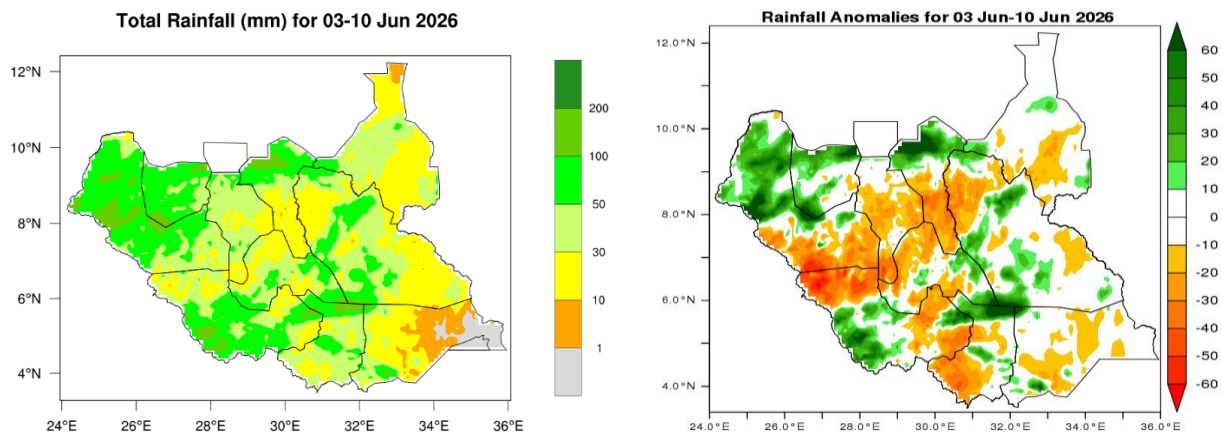 Total Rainfall (mm) for 03-10 Jun 2026
12°N
10°N
8°N
6°N
4°N
24°E 26°E 28°E 30°E 32°E 34°E 36°E
200
100
50
30
10
1
Rainfall Anomalies for 03 Jun-10 Jun 2026
12.0°N
10.0°N
8.0°N
6.0°N
4.0°N
24.0°E 26.0°E 28.0°E 30.0°E 32.0°E 34.0°E 36.0°E
60
50
40
30
20
10
0
-10
-20
-30
-40
-50
-60